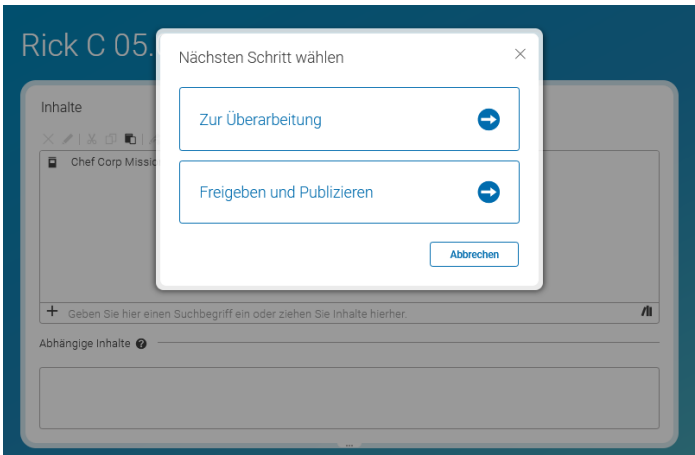 Rick C 05.
Nächsten Schritt wählen
Inhalte
Zur Überarbeitung
Chef Corp Missio
Freigeben und Publizieren
Abbrechen
Geben Sie hier einen Suchbegriff ein oder ziehen Sie Inhalte hierher.
Abhängige Inhalte